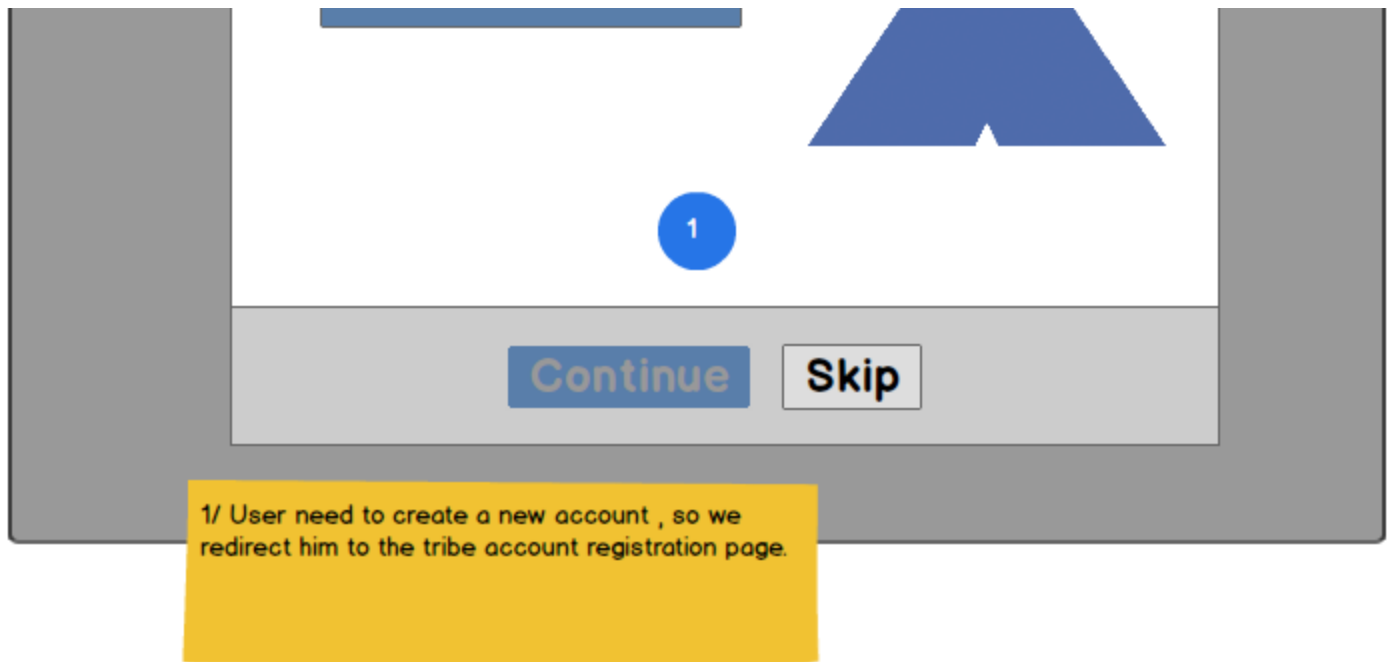 1
Continue
Skip
1/ User need to create a new account , so we
redirect him to the tribe account registration page.